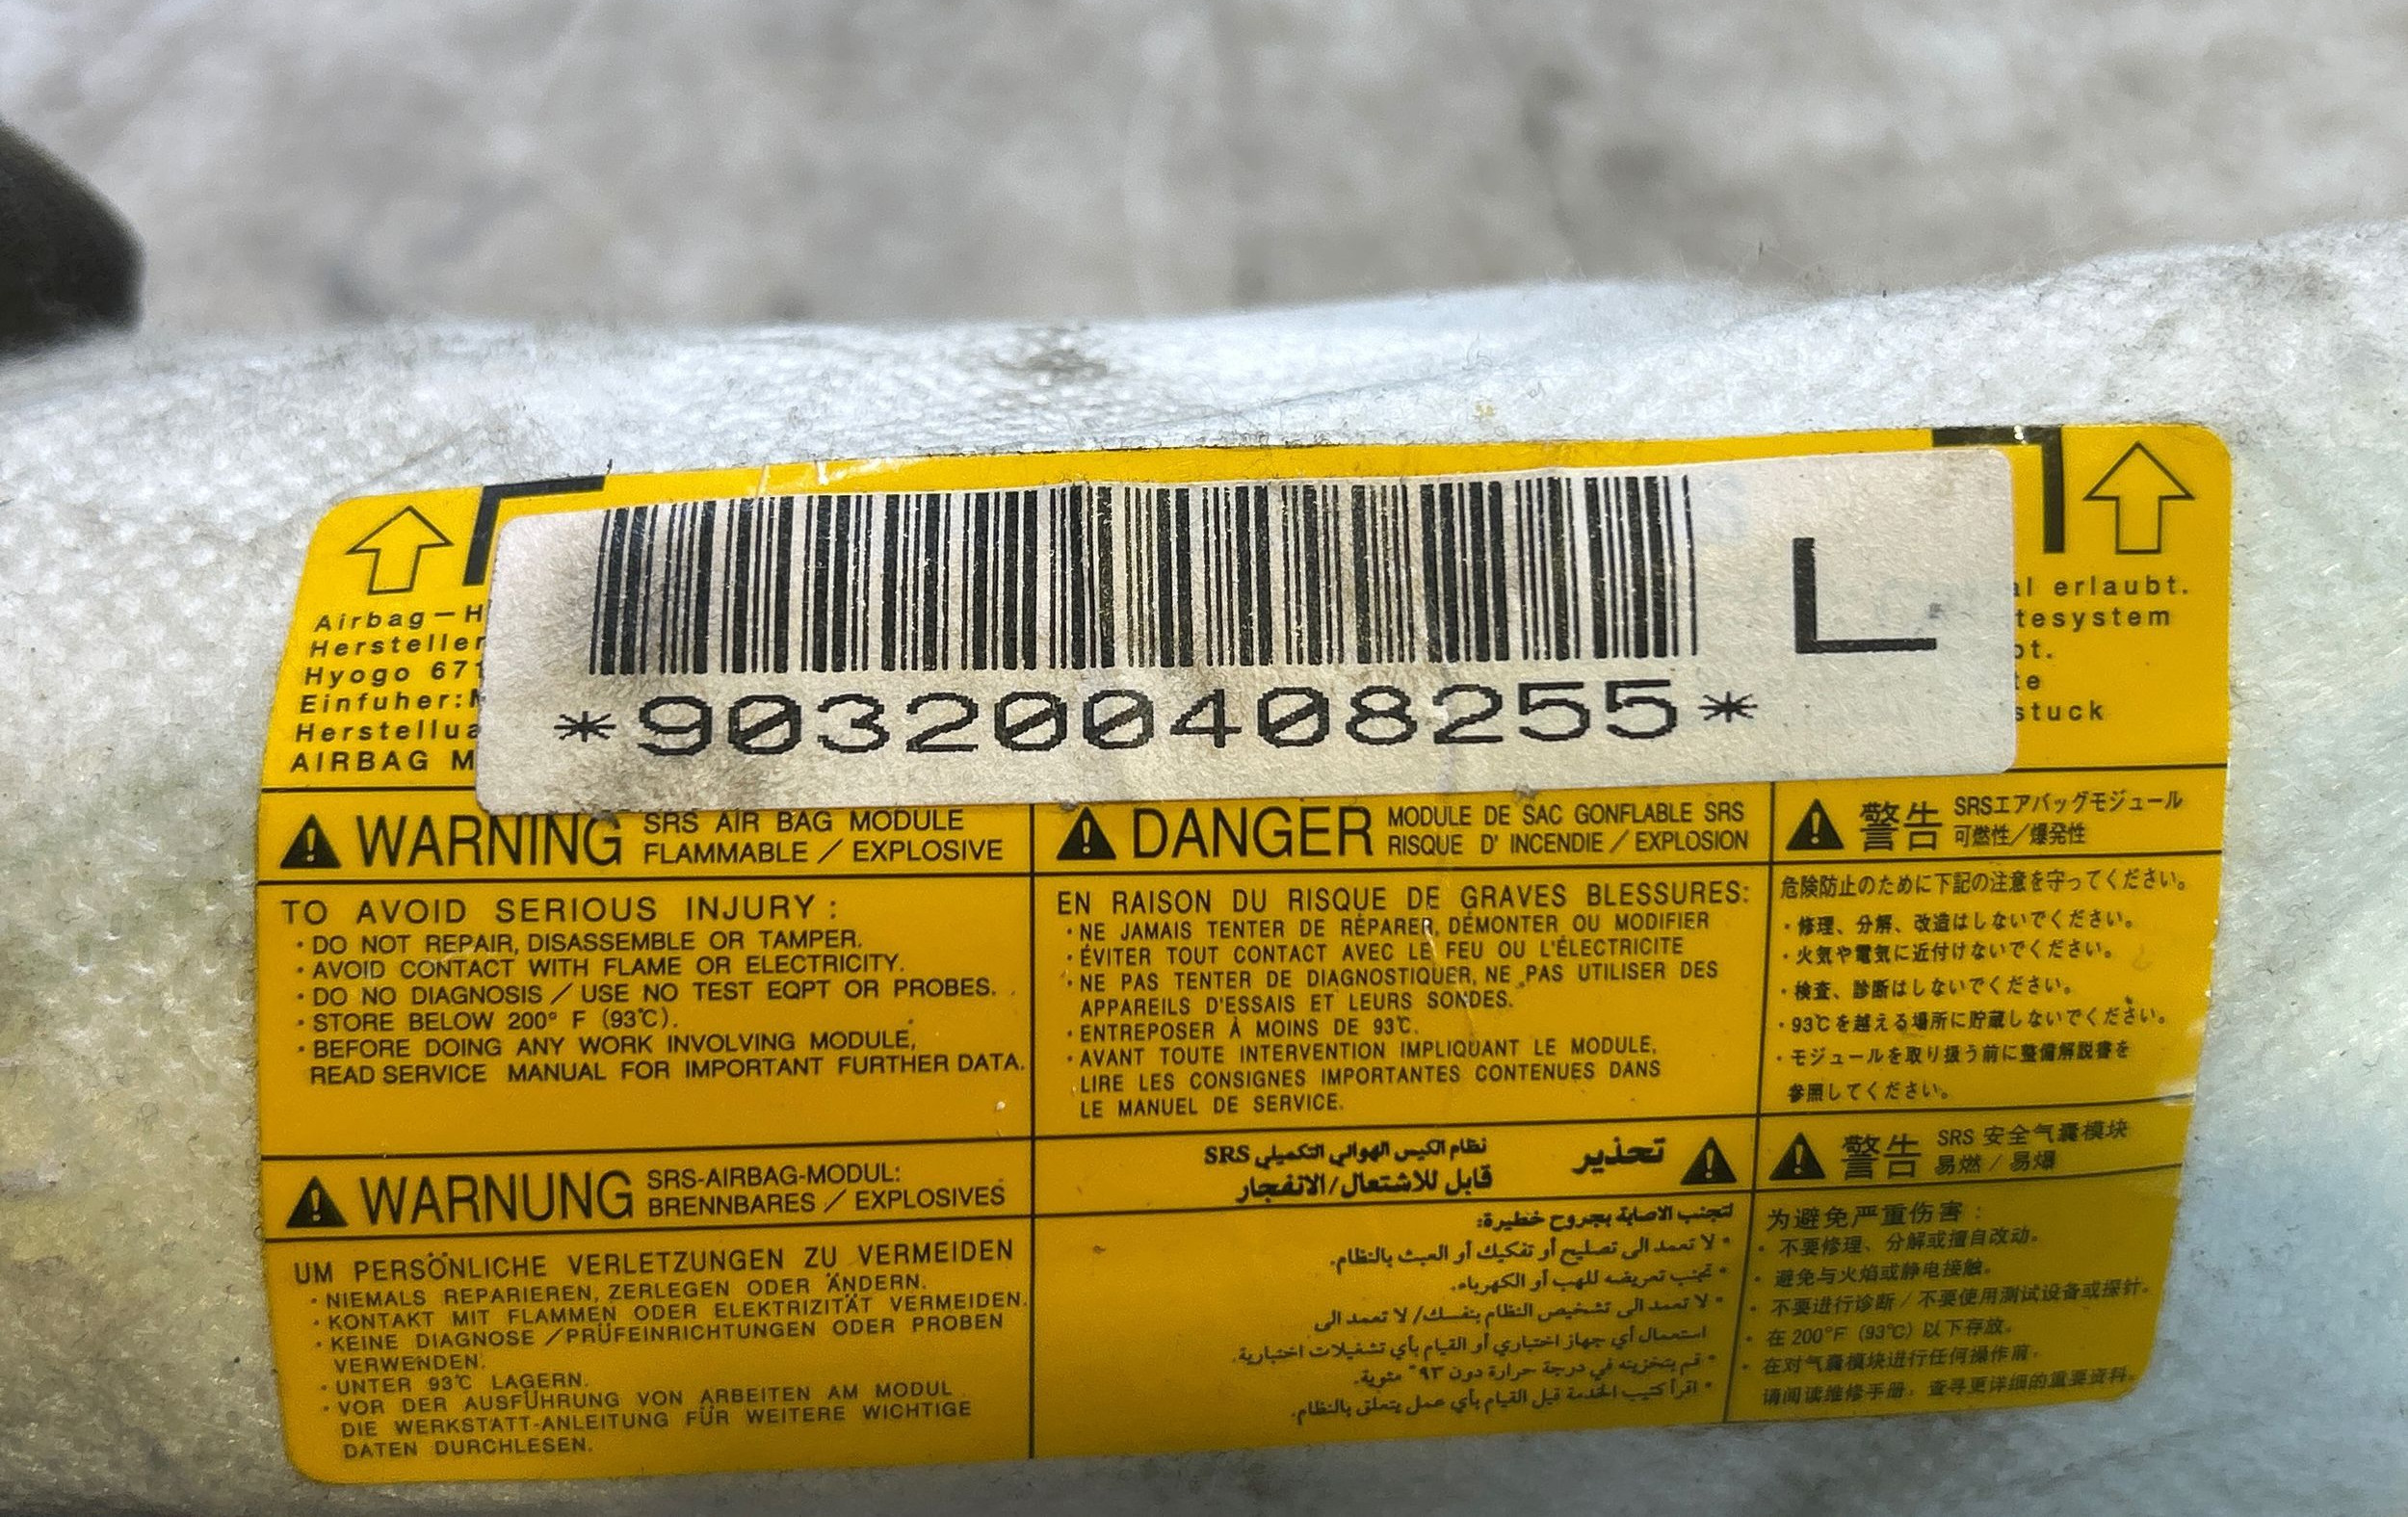 *903200408255* L
Airbag-H
Hersteller
Hyogo 671
Einfuher:
Herstellua
AIRBAG M
al erlaubt.
tesystem
ot.
te
stuck
WARNING SRS AIR BAG MODULE
FLAMMABLE / EXPLOSIVE
TO AVOID SERIOUS INJURY:
・DO NOT REPAIR, DISASSEMBLE OR TAMPER.
・AVOID CONTACT WITH FLAME OR ELECTRICITY.
・DO NO DIAGNOSIS / USE NO TEST EQPT OR PROBES.
・STORE BELOW 200° F (93℃).
・BEFORE DOING ANY WORK INVOLVING MODULE,
READ SERVICE MANUAL FOR IMPORTANT FURTHER DATA.
DANGER MODULE DE SAC GONFLABLE SRS
RISQUE D' INCENDIE / EXPLOSION
EN RAISON DU RISQUE DE GRAVES BLESSURES:
・NE JAMAIS TENTER DE RÉPARER, DÉMONTER OU MODIFIER
・ÉVITER TOUT CONTACT AVEC LE FEU OU L'ÉLECTRICITE
・NE PAS TENTER DE DIAGNOSTIQUER, NE PAS UTILISER DES
APPAREILS D'ESSAIS ET LEURS SONDES.
・ENTREPOSER À MOINS DE 93℃.
・AVANT TOUTE INTERVENTION IMPLIQUANT LE MODULE,
LIRE LES CONSIGNES IMPORTANTES CONTENUES DANS
LE MANUEL DE SERVICE.
警告 SRSエアバッグモジュール
可燃性／爆発性
危険防止のために下記の注意を守ってください。
・修理、分解、改造はしないでください。
・火気や電気に近付けないでください。
・検査、診断はしないでください。
・93℃を越える場所に貯蔵しないでください。
・モジュールを取り扱う前に整備解説書を
参照してください。
WARNUNG SRS-AIRBAG-MODUL:
BRENNBARES / EXPLOSIVES
UM PERSÖNLICHE VERLETZUNGEN ZU VERMEIDEN
・NIEMALS REPARIEREN, ZERLEGEN ODER ÄNDERN.
・KONTAKT MIT FLAMMEN ODER ELEKTRIZITÄT VERMEIDEN.
・KEINE DIAGNOSE / PRÜFEINRICHTUNGEN ODER PROBEN
VERWENDEN.
・UNTER 93℃ LAGERN.
・VOR DER AUSFÜHRUNG VON ARBEITEN AM MODUL
DIE WERKSTATT-ANLEITUNG FÜR WEITERE WICHTIGE
DATEN DURCHLESEN.
تحذير نظام الكيس الهوائي التكميلي SRS
قابل للاشتعال/الانفجار
لتجنب الاصابة بجروح خطيرة:
• لا تعمد الى تصليح أو تفكيك أو العبث بالنظام.
• تجنب تعريضه للهب أو الكهرباء.
• لا تعمد الى تشخيص النظام بنفسك/ لا تعمد الى
استعمال أي جهاز اختباري أو القيام بأي تشغيلات اختبارية.
• قم بتخزينه في درجة حرارة دون ٩٣° مئوية.
• اقرأ كتيب الخدمة قبل القيام بأي عمل يتعلق بالنظام.
警告 SRS 安全气囊模块
易燃 / 易爆
为避免严重伤害：
・不要修理、分解或擅自改动。
・避免与火焰或静电接触。
・不要进行诊断 / 不要使用测试设备或探针。
・在 200°F (93℃) 以下存放。
・在对气囊模块进行任何操作前，
请阅读维修手册，查寻更详细的重要资料。